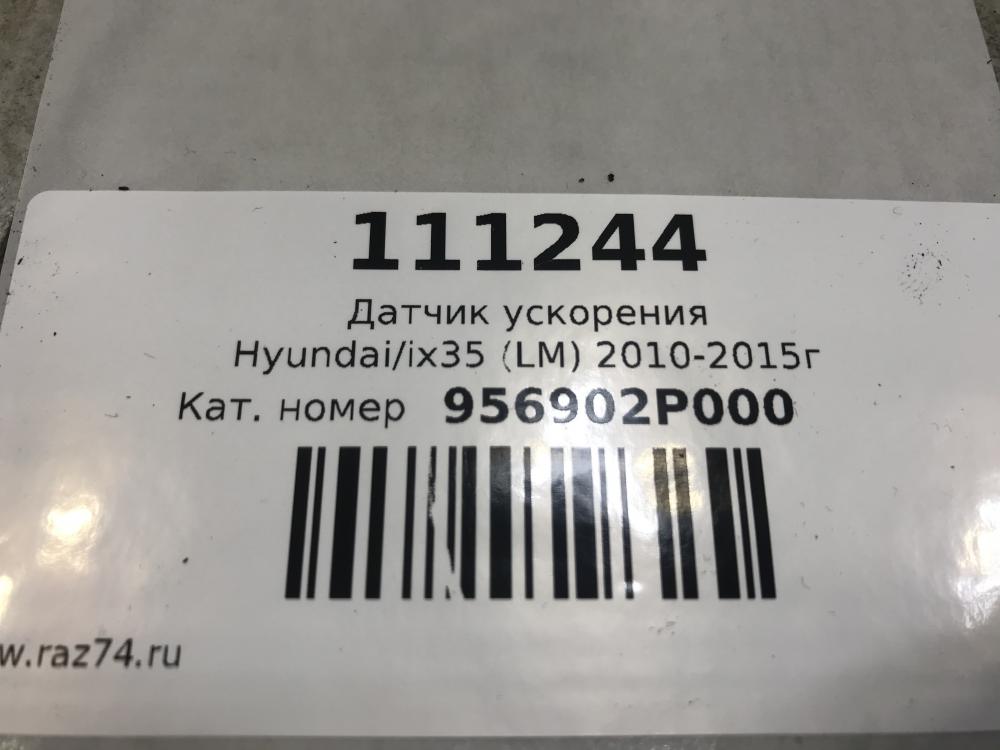 111244
Датчик ускорения
Hyundai/ix35 (LM) 2010-2015г
Кат. номер 956902P000
w.raz74.ru